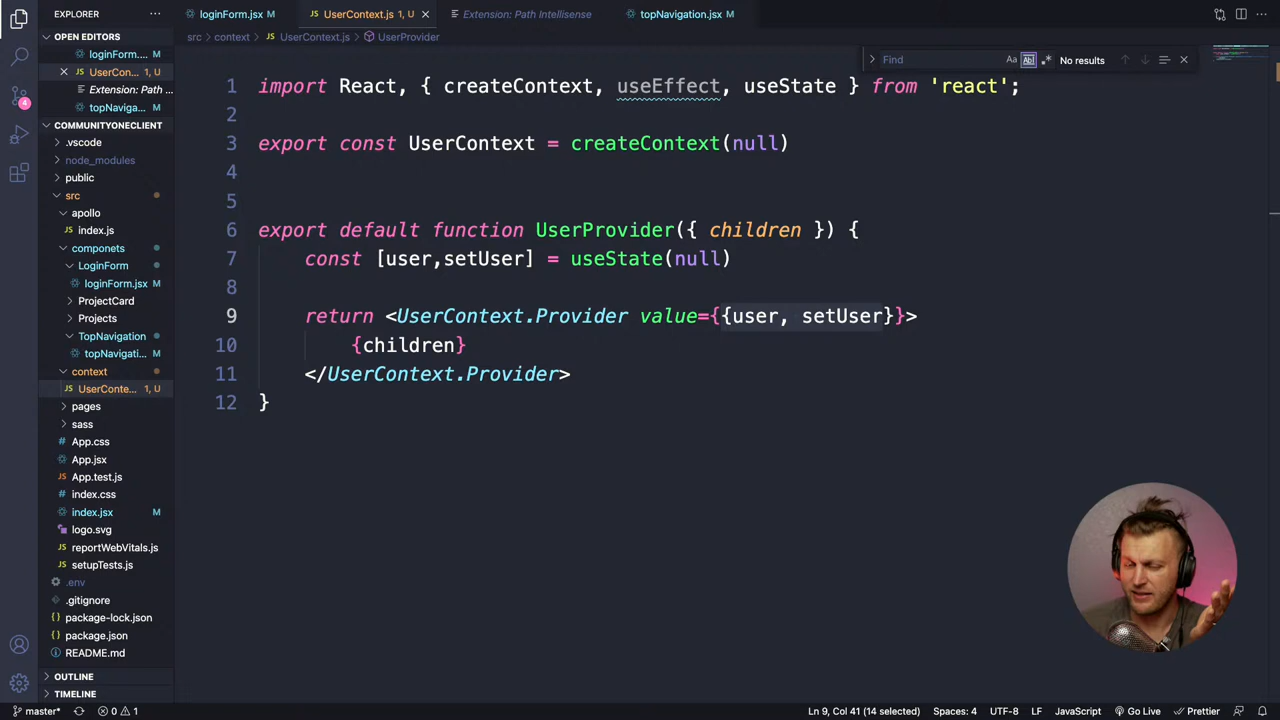 EXPLORER
...
loginForm.jsx M
UserContext.js 1, U
Extension: Path Intellisense
topNavigation.jsx M
OPEN EDITORS
loginForm.... M
UserCon... 1, U
Extension: Path ...
topNaviga... M
COMMUNITYONECLIENT
.vscode
node_modules
public
src
apollo
index.js
componets
LoginForm
loginForm.jsx M
ProjectCard
Projects
TopNavigation
topNavigati... M
context
UserConte... 1, U
pages
sass
App.css
App.jsx
App.test.js
index.css
index.jsx M
logo.svg
reportWebVitals.js
setupTests.js
.env
.gitignore
package-lock.json
package.json
README.md
OUTLINE
TIMELINE
src > context > UserContext.js > UserProvider
Find
Aa
Abl
.*
No results
1 import React, { createContext, useEffect, useState } from 'react';
2
3 export const UserContext = createContext(null)
4
5
6 export default function UserProvider({ children }) {
7 const [user,setUser] = useState(null)
8
9 return <UserContext.Provider value={{user, setUser}}>
10 {children}
11 </UserContext.Provider>
12 }
4
master*
0 1
Ln 9, Col 41 (14 selected)
Spaces: 4
UTF-8
LF
JavaScript
Go Live
Prettier